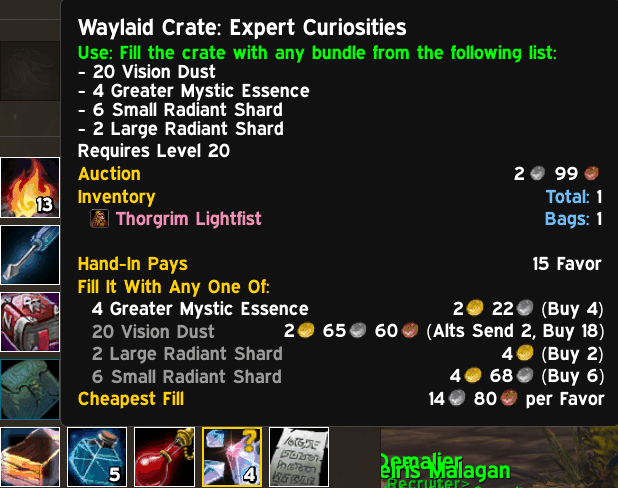 Waylaid Crate: Expert Curiosities
Use: Fill the crate with any bundle from the following list:
- 20 Vision Dust
- 4 Greater Mystic Essence
- 6 Small Radiant Shard
- 2 Large Radiant Shard
Requires Level 20
Auction 2 99
Inventory Total: 1
Thorgrim Lightfist Bags: 1
Hand-In Pays 15 Favor
Fill It With Any One Of:
4 Greater Mystic Essence 2 22 (Buy 4)
20 Vision Dust 2 65 60 (Alts Send 2, Buy 18)
2 Large Radiant Shard 4 (Buy 2)
6 Small Radiant Shard 4 68 (Buy 6)
Cheapest Fill 14 80 per Favor
13
5
4
Demalier
Malagan
Recruiter>